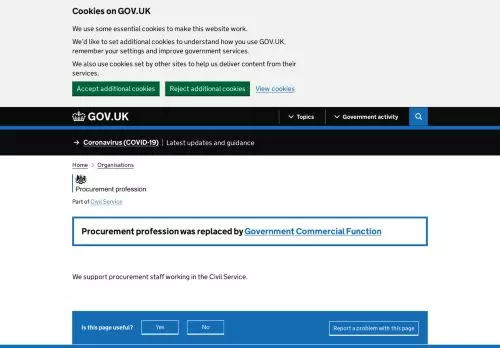 Cookies on GOV.UK
We use some essential cookies to make this website work.
We'd like to set additional cookies to understand how you use GOV.UK,
remember your settings and improve government services.
We also use cookies set by other sites to help us deliver content from their
services.
Accept additional cookies Reject additional cookies View cookies
GOV.UK Topics Government activity
→ Coronavirus (COVID-19) Latest updates and guidance
Home > Organisations
Procurement profession
Part of Civil Service
Procurement profession was replaced by Government Commercial Function
We support procurement staff working in the Civil Service.
Is this page useful? Yes No Report a problem with this page